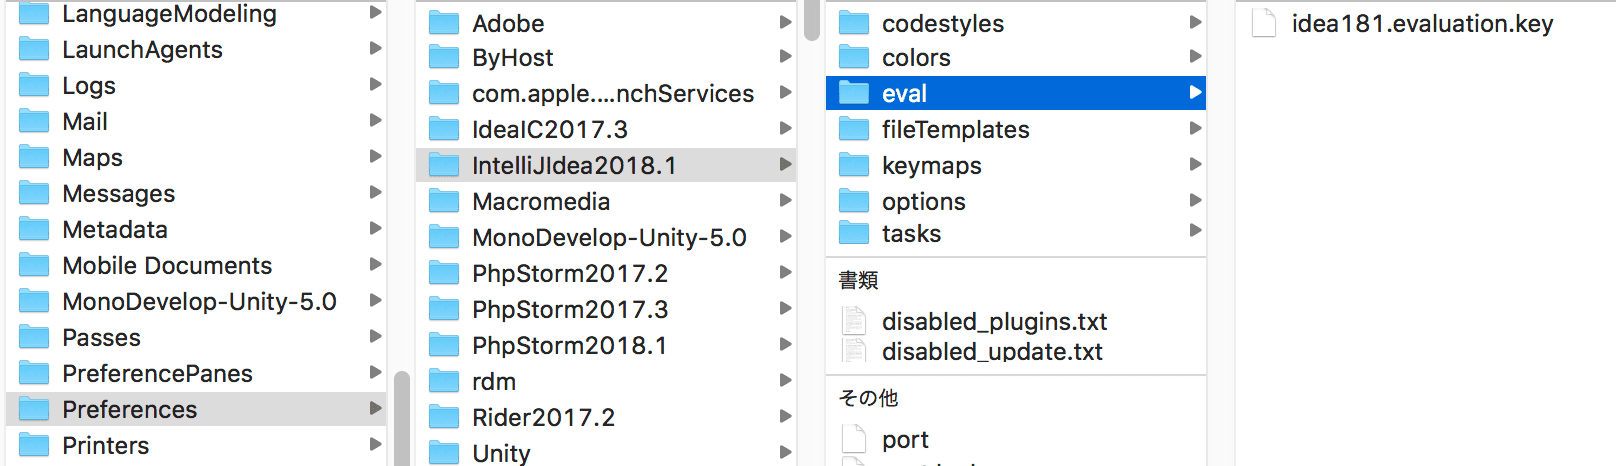 LanguageModeling
LaunchAgents
Logs
Mail
Maps
Messages
Metadata
Mobile Documents
MonoDevelop-Unity-5.0
Passes
PreferencePanes
Preferences
Printers
Adobe
ByHost
com.apple....nchServices
IdeaIC2017.3
IntelliJIdea2018.1
Macromedia
MonoDevelop-Unity-5.0
PhpStorm2017.2
PhpStorm2017.3
PhpStorm2018.1
rdm
Rider2017.2
Unity
codestyles
colors
eval
fileTemplates
keymaps
options
tasks
書類
disabled_plugins.txt
disabled_update.txt
その他
port
idea181.evaluation.key